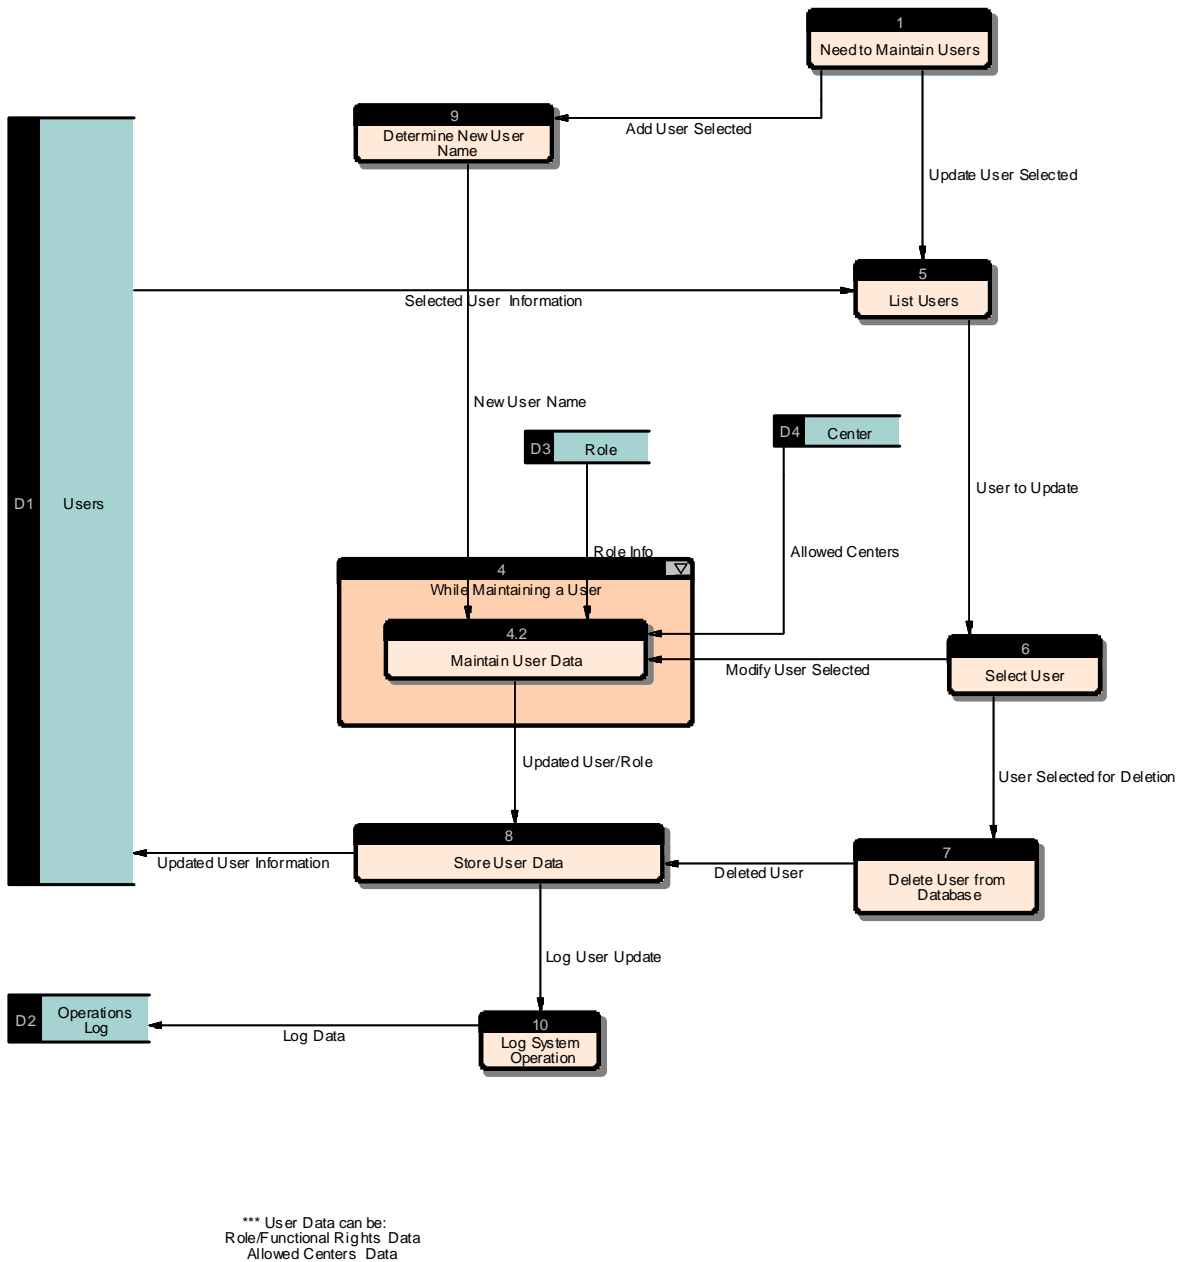 1
Need to Maintain Users
9
Determine New User
Name
Add User Selected
Update User Selected
5
List Users
Selected User Information
New User Name
D4
Center
D3
Role
User to Update
D1
Users
Role Info
Allowed Centers
4
While Maintaining a User
4.2
Maintain User Data
6
Select User
Modify User Selected
Updated User/Role
User Selected for Deletion
8
Store User Data
Updated User Information
7
Delete User from
Database
Deleted User
Log User Update
D2
Operations
Log
Log Data
10
Log System
Operation
*** User Data can be:
Role/Functional Rights Data
Allowed Centers Data